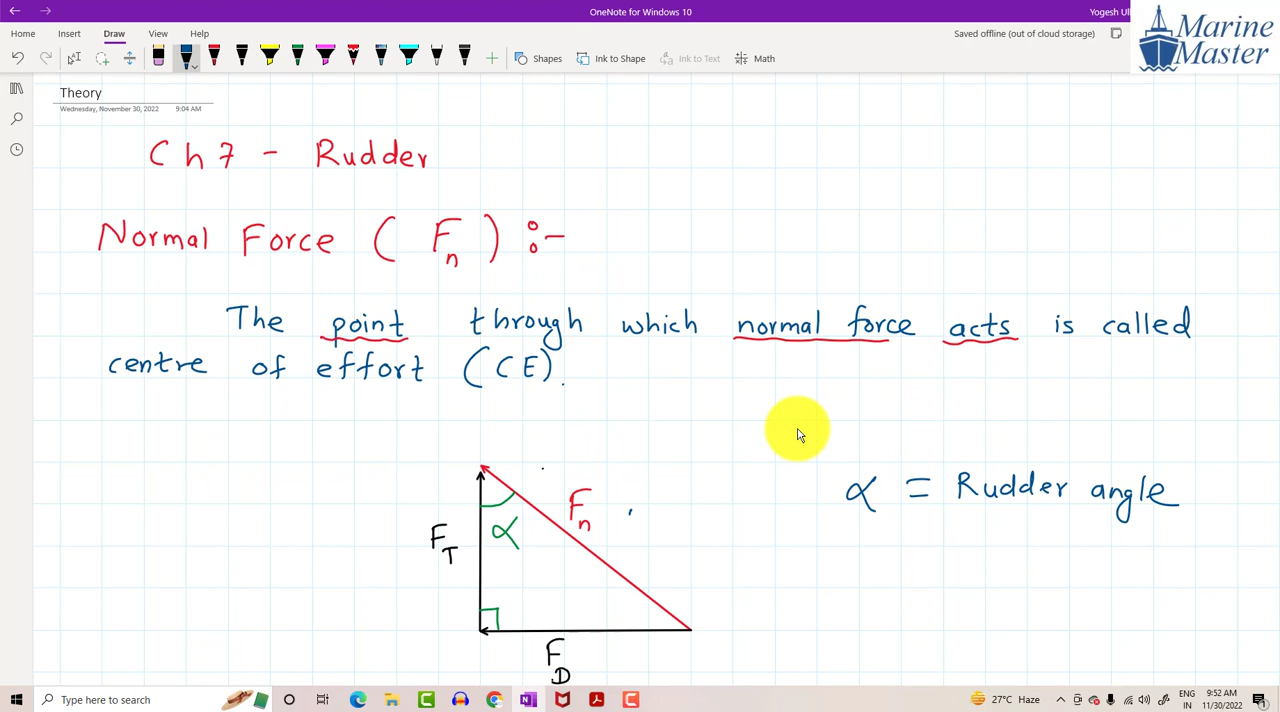 OneNote for Windows 10
Yogesh Ull
Marine Master
Home Insert Draw View Help
Saved offline (out of cloud storage)
Shapes Ink to Shape Ink to Text Math
Theory
Wednesday, November 30, 2022 9:04 AM
Ch 7 - Rudder
Normal Force ( Fn ) :-
The point through which normal force acts is called
centre of effort (CE).
α = Rudder angle
Fn
FT
α
FD
Type here to search
27°C Haze
ENG
IN
9:52 AM
11/30/2022